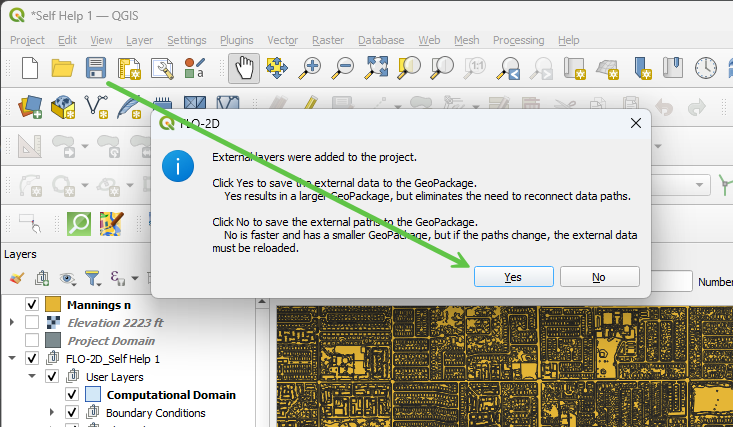 *Self Help 1 — QGIS
Project Edit View Layer Settings Plugins Vector Raster Database Web Mesh Processing Help
1:1
FLO-2D
External layers were added to the project.
Click Yes to save the external data to the GeoPackage.
Yes results in a larger GeoPackage, but eliminates the need to reconnect data paths.
Click No to save the external paths to the GeoPackage.
No is faster and has a smaller GeoPackage, but if the paths change, the external data
must be reloaded.
Yes No
Layers
Number
Mannings n
Elevation 2223 ft
Project Domain
FLO-2D_Self Help 1
User Layers
Computational Domain
Boundary Conditions